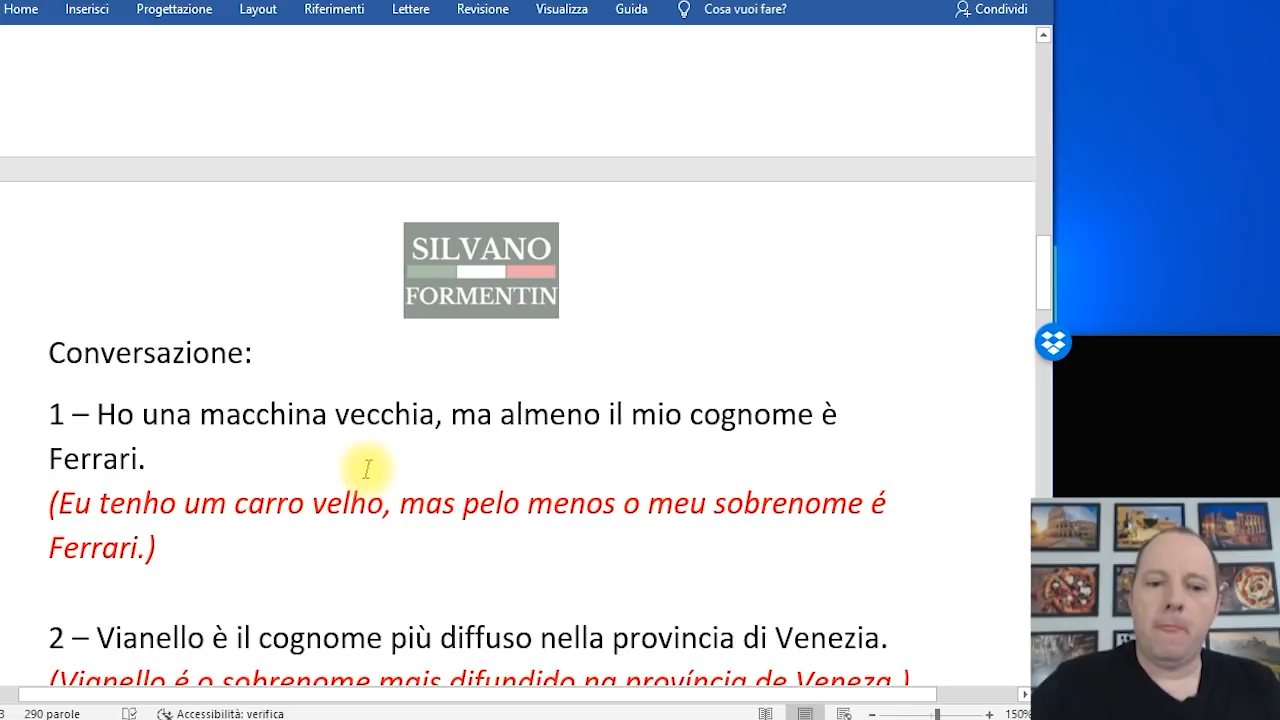 Home Inserisci Progettazione Layout Riferimenti Lettere Revisione Visualizza Guida Cosa vuoi fare? Condividi
SILVANO
FORMENTIN
Conversazione:
1 – Ho una macchina vecchia, ma almeno il mio cognome è
Ferrari.
(Eu tenho um carro velho, mas pelo menos o meu sobrenome é
Ferrari.)
2 – Vianello è il cognome più diffuso nella provincia di Venezia.
(Vianello é o sobrenome mais difundido na província de Veneza.)
3 290 parole Accessibilità: verifica 150%